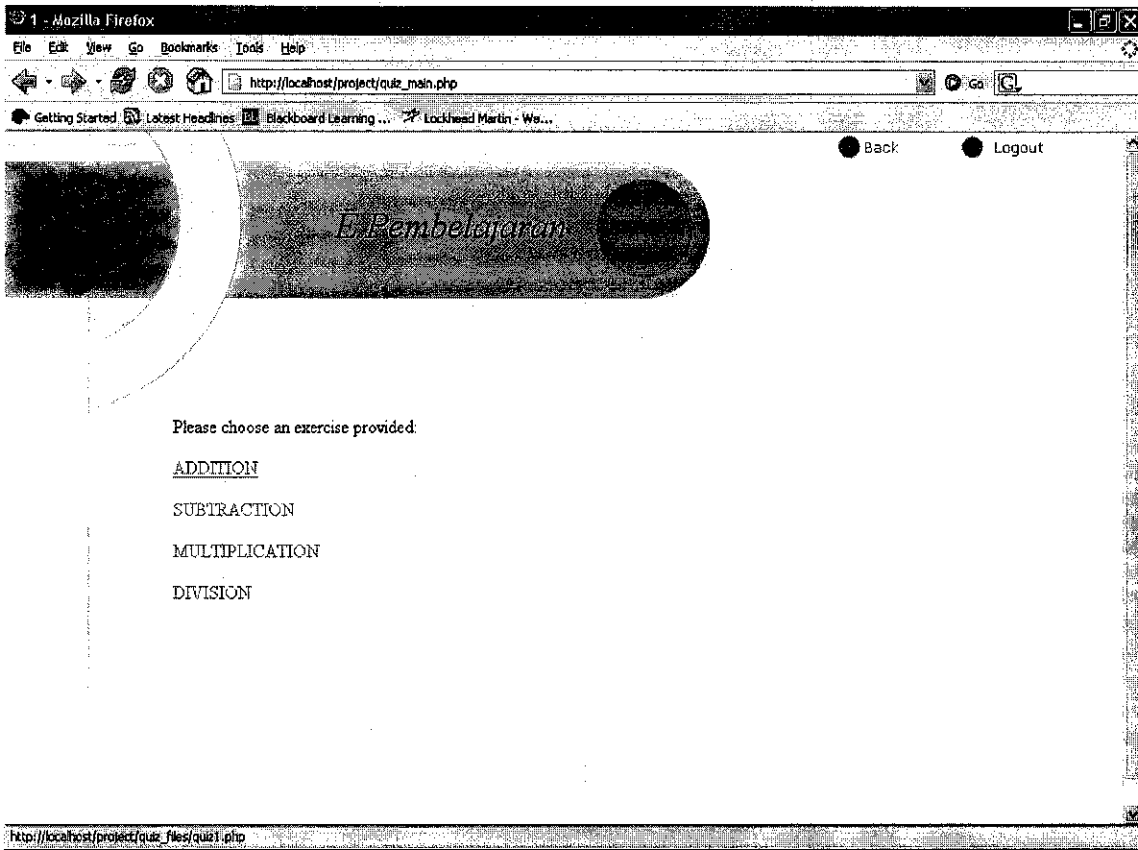 1 - Mozilla Firefox
File Edit View Go Bookmarks Tools Help
http://localhost/project/quiz_main.php Go G
Getting Started Latest Headlines Blackboard Learning ... Lockheed Martin - We...
Back Logout
E Pembelajaran
Please choose an exercise provided:
ADDITION
SUBTRACTION
MULTIPLICATION
DIVISION
http://localhost/project/quiz_files/quiz1.php